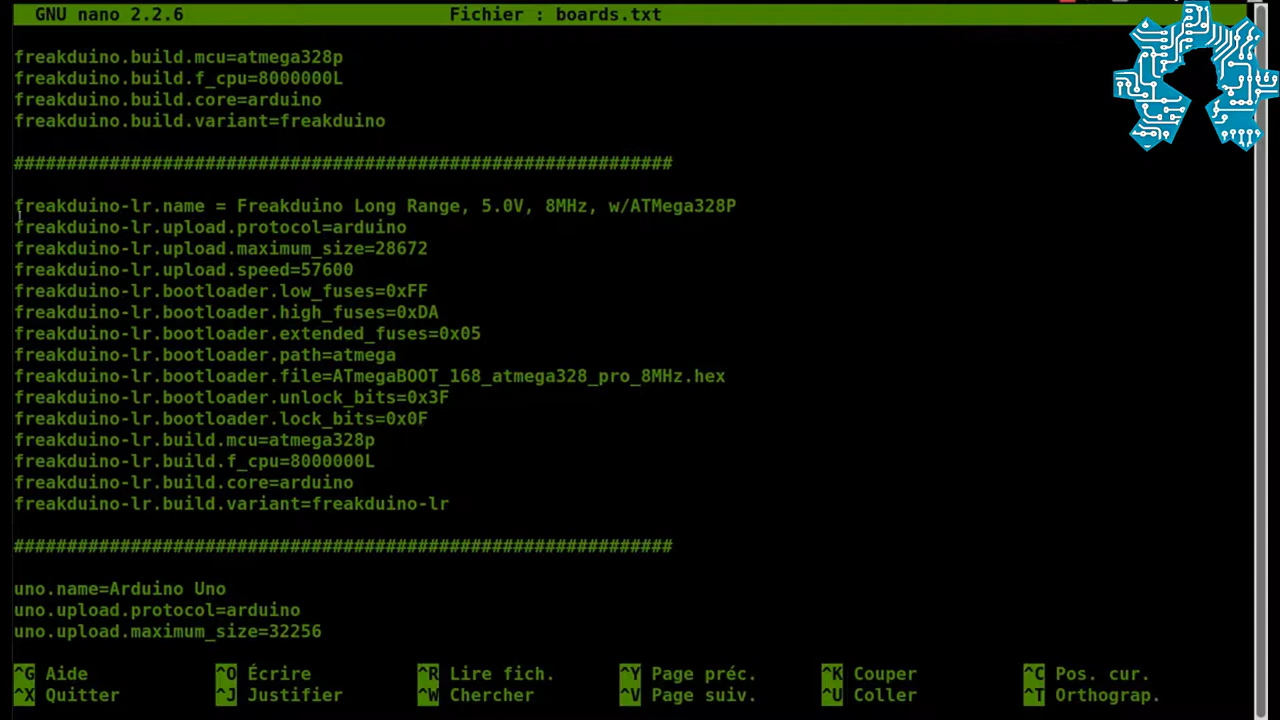 GNU nano 2.2.6 Fichier : boards.txt
freakduino.build.mcu=atmega328p
freakduino.build.f_cpu=8000000L
freakduino.build.core=arduino
freakduino.build.variant=freakduino
##############################################################
freakduino-lr.name = Freakduino Long Range, 5.0V, 8MHz, w/ATMega328P
freakduino-lr.upload.protocol=arduino
freakduino-lr.upload.maximum_size=28672
freakduino-lr.upload.speed=57600
freakduino-lr.bootloader.low_fuses=0xFF
freakduino-lr.bootloader.high_fuses=0xDA
freakduino-lr.bootloader.extended_fuses=0x05
freakduino-lr.bootloader.path=atmega
freakduino-lr.bootloader.file=ATmegaBOOT_168_atmega328_pro_8MHz.hex
freakduino-lr.bootloader.unlock_bits=0x3F
freakduino-lr.bootloader.lock_bits=0x0F
freakduino-lr.build.mcu=atmega328p
freakduino-lr.build.f_cpu=8000000L
freakduino-lr.build.core=arduino
freakduino-lr.build.variant=freakduino-lr
##############################################################
uno.name=Arduino Uno
uno.upload.protocol=arduino
uno.upload.maximum_size=32256
^G Aide ^O Écrire ^R Lire fich. ^Y Page préc. ^K Couper ^C Pos. cur.
^X Quitter ^J Justifier ^W Chercher ^V Page suiv. ^U Coller ^T Orthograp.